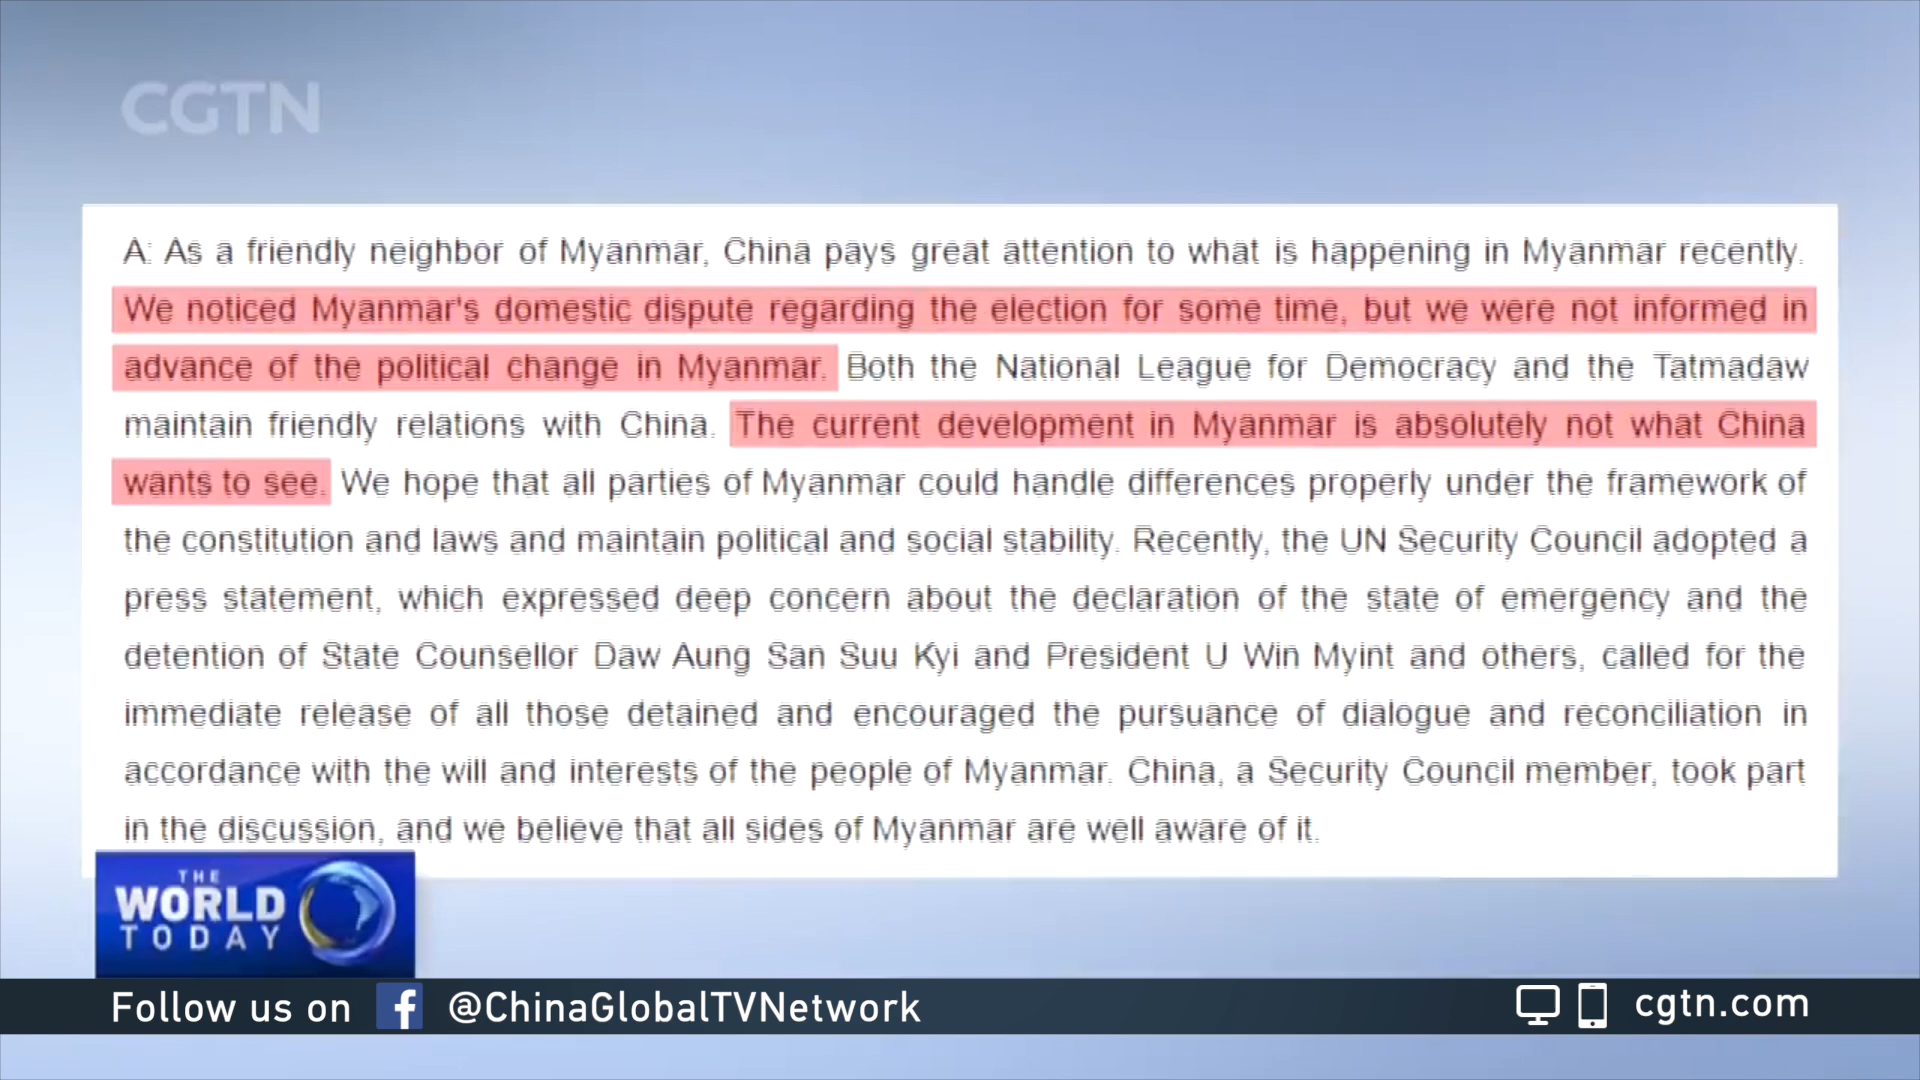 CGTN
A: As a friendly neighbor of Myanmar, China pays great attention to what is happening in Myanmar recently.
We noticed Myanmar's domestic dispute regarding the election for some time, but we were not informed in
advance of the political change in Myanmar. Both the National League for Democracy and the Tatmadaw
maintain friendly relations with China. The current development in Myanmar is absolutely not what China
wants to see. We hope that all parties of Myanmar could handle differences properly under the framework of
the constitution and laws and maintain political and social stability. Recently, the UN Security Council adopted a
press statement, which expressed deep concern about the declaration of the state of emergency and the
detention of State Counsellor Daw Aung San Suu Kyi and President U Win Myint and others, called for the
immediate release of all those detained and encouraged the pursuance of dialogue and reconciliation in
accordance with the will and interests of the people of Myanmar. China, a Security Council member, took part
in the discussion, and we believe that all sides of Myanmar are well aware of it.
THE
WORLD
TODAY
Follow us on f @ChinaGlobalTVNetwork cgtn.com